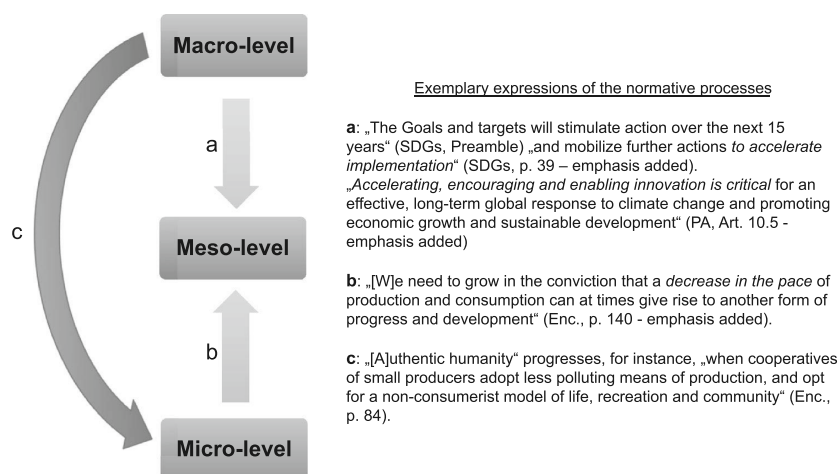 Macro-level
a
Meso-level
c
b
Micro-level
Exemplary expressions of the normative processes
a: „The Goals and targets will stimulate action over the next 15
years“ (SDGs, Preamble) „and mobilize further actions to accelerate
implementation“ (SDGs, p. 39 – emphasis added).
„Accelerating, encouraging and enabling innovation is critical for an
effective, long-term global response to climate change and promoting
economic growth and sustainable development“ (PA, Art. 10.5 -
emphasis added)
b: „[W]e need to grow in the conviction that a decrease in the pace of
production and consumption can at times give rise to another form of
progress and development“ (Enc., p. 140 - emphasis added).
c: „[A]uthentic humanity“ progresses, for instance, „when cooperatives
of small producers adopt less polluting means of production, and opt
for a non-consumerist model of life, recreation and community“ (Enc.,
p. 84).